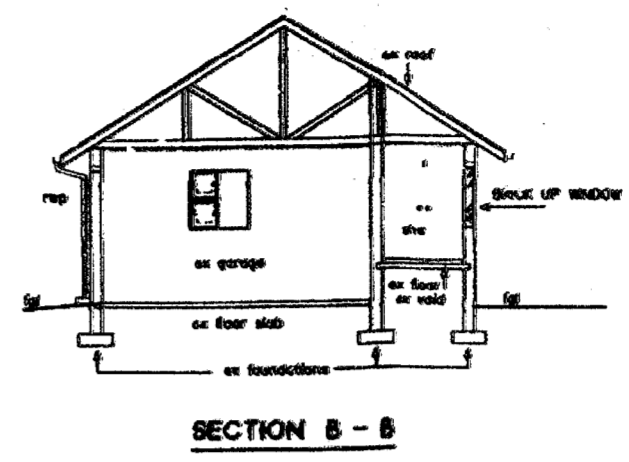 ex roof
rwp
BRICK UP WINDOW
ex garage
ex floor
ex void
fgl
fgl
ex floor slab
ex foundations
SECTION B - B